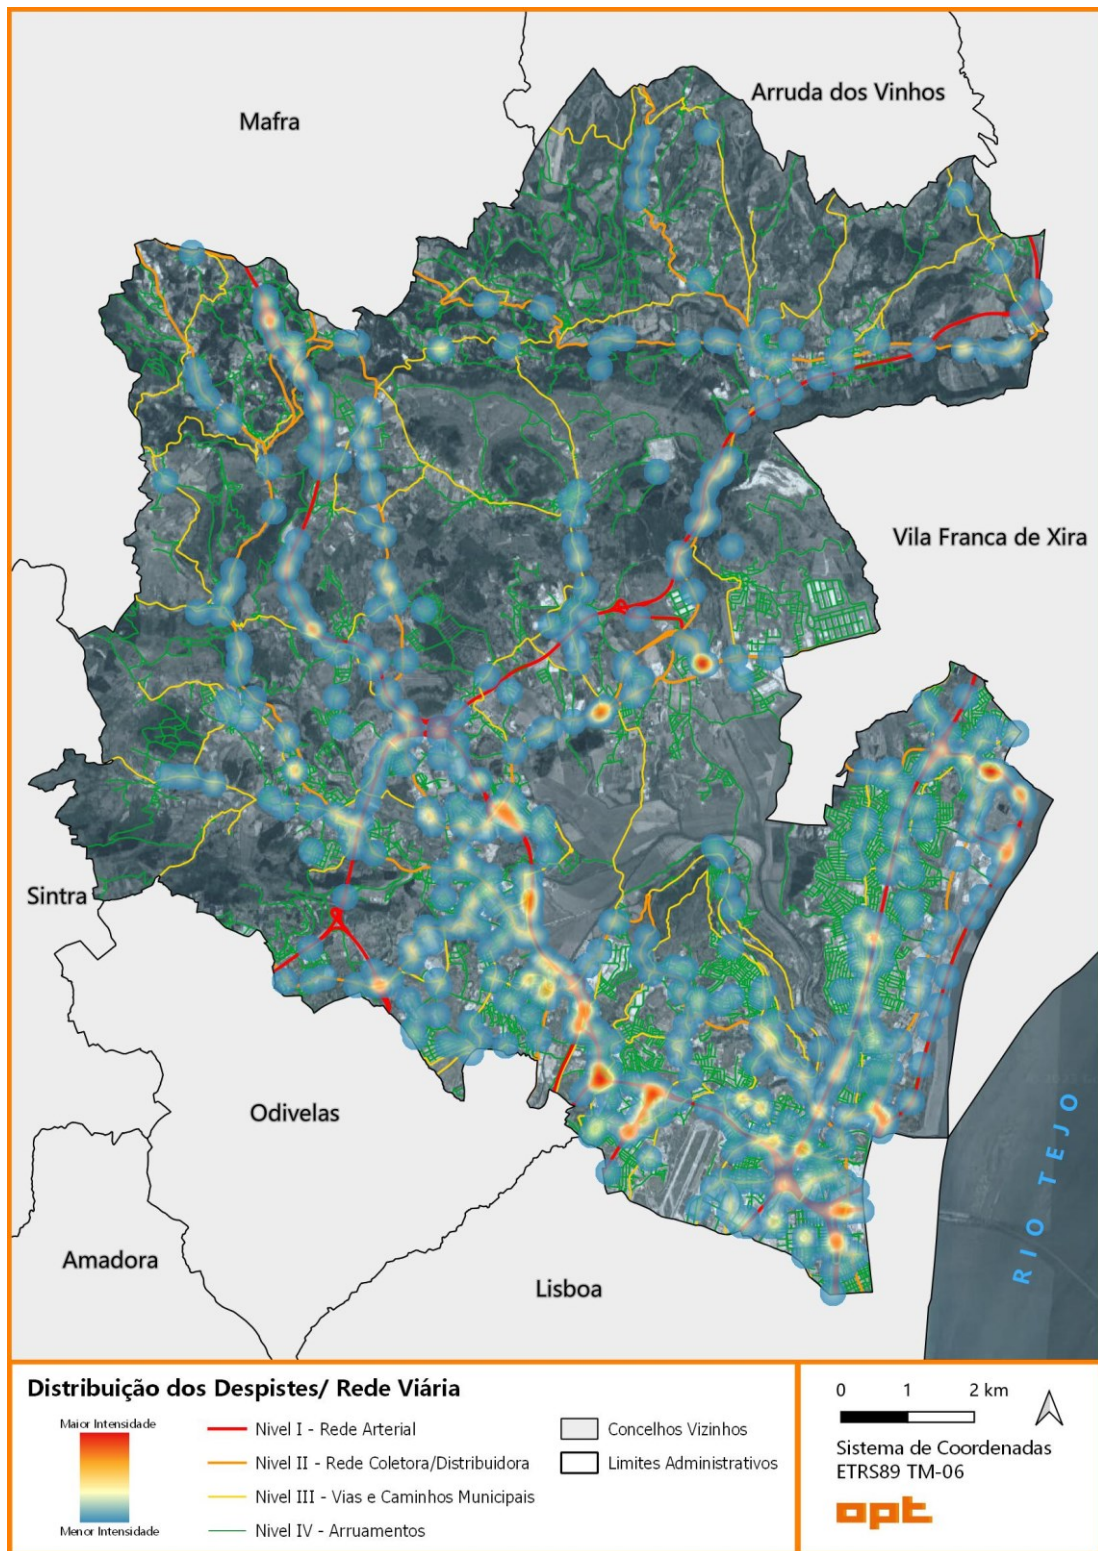 Arruda dos Vinhos
Mafra
Vila Franca de Xira
Sintra
Odivelas
RIO TEJO
Amadora
Lisboa
Distribuição dos Despistes/ Rede Viária
Maior Intensidade
Menor Intensidade
Nivel I - Rede Arterial
Nivel II - Rede Coletora/Distribuidora
Nivel III - Vias e Caminhos Municipais
Nivel IV - Arruamentos
Concelhos Vizinhos
Limites Administrativos
0 1 2 km
Sistema de Coordenadas
ETRS89 TM-06
opt